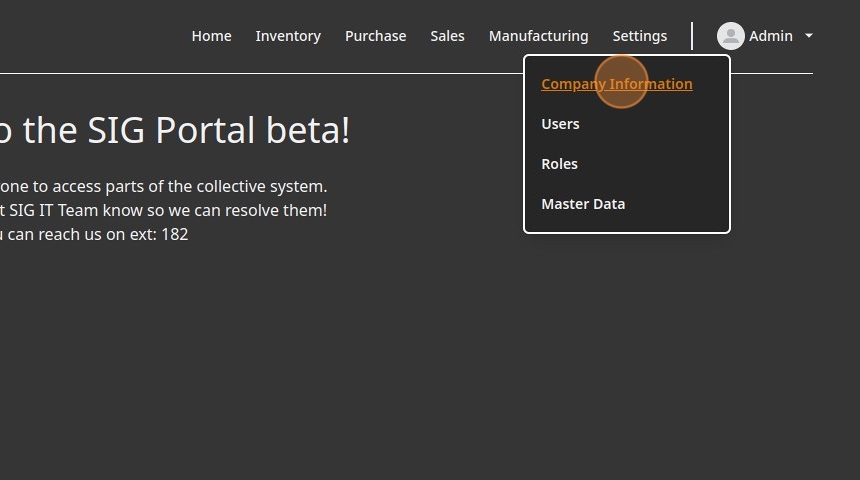 Home Inventory Purchase Sales Manufacturing Settings Admin
Company Information
Users
Roles
Master Data
o the SIG Portal beta!
one to access parts of the collective system.
t SIG IT Team know so we can resolve them!
u can reach us on ext: 182